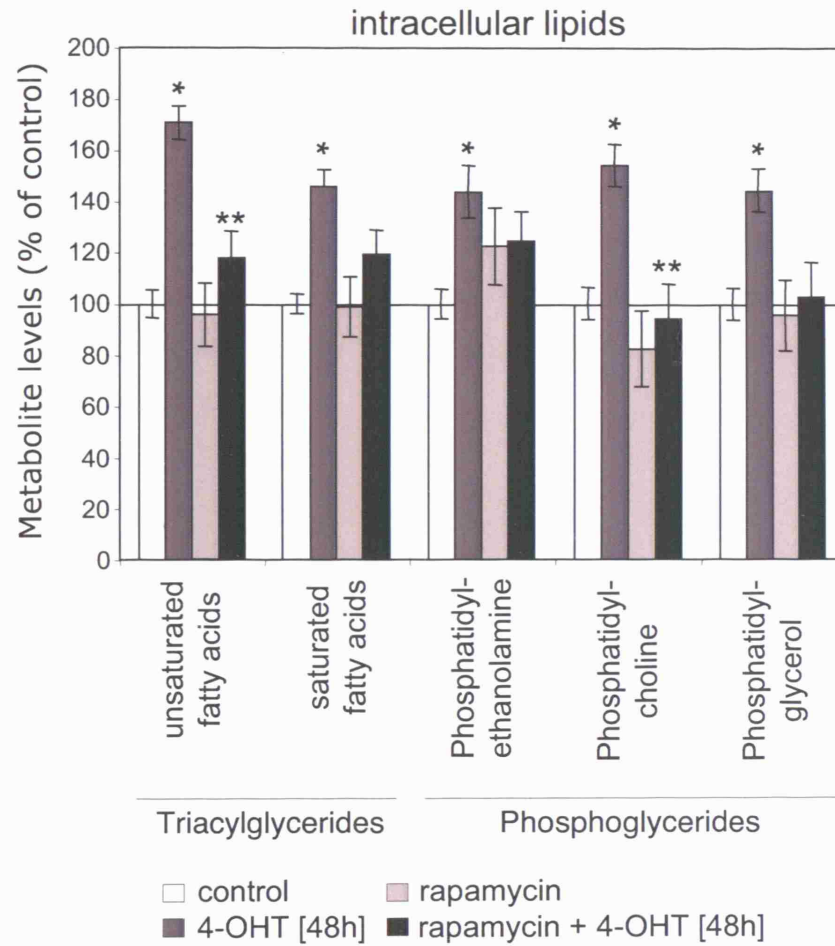 intracellular lipids
Metabolite levels (% of control)
200
180
160
140
120
100
80
60
40
20
0
*
*
*
*
*
**
**
unsaturated
fatty acids
saturated
fatty acids
Phosphatidyl-
ethanolamine
Phosphatidyl-
choline
Phosphatidyl-
glycerol
Triacylglycerides
Phosphoglycerides
control
rapamycin
4-OHT [48h]
rapamycin + 4-OHT [48h]